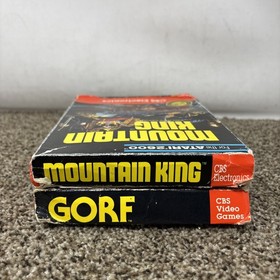 CBS Electronics
MOUNTAIN
KING
For the ATARI 2600
MOUNTAIN KING
CBS
Electronics
GORF
CBS
Video
Games